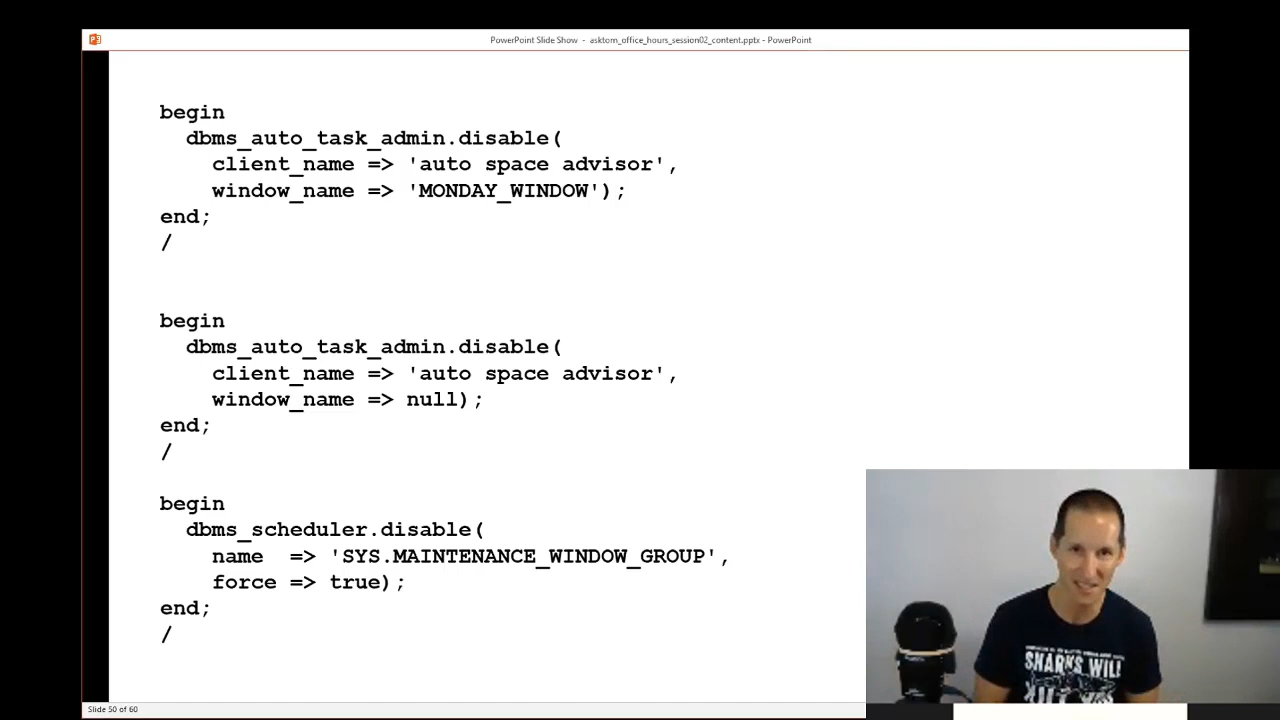 PowerPoint Slide Show - asktom_office_hours_session02_content.pptx - PowerPoint
begin
dbms_auto_task_admin.disable(
client_name => 'auto space advisor',
window_name => 'MONDAY_WINDOW');
end;
/
begin
dbms_auto_task_admin.disable(
client_name => 'auto space advisor',
window_name => null);
end;
/
begin
dbms_scheduler.disable(
name => 'SYS.MAINTENANCE_WINDOW_GROUP',
force => true);
end;
/
SHARKS WILL
Slide 50 of 60